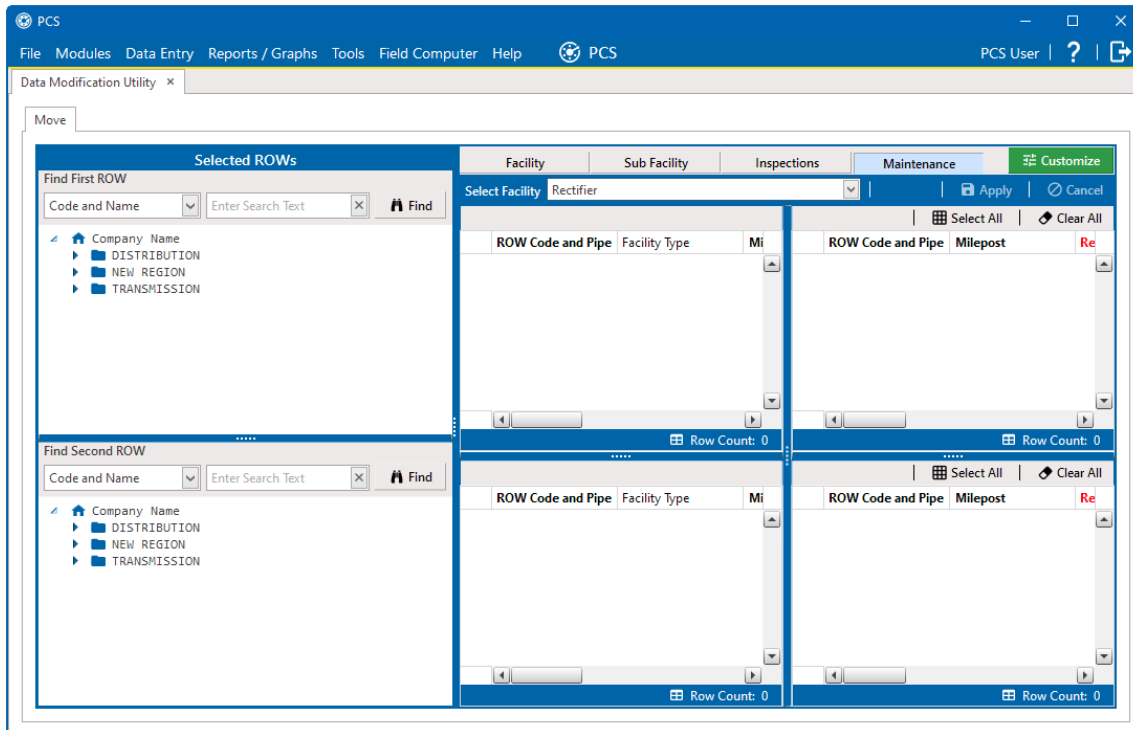 PCS
File Modules Data Entry Reports / Graphs Tools Field Computer Help PCS PCS User | ? |
Data Modification Utility ×
Move
Selected ROWs
Find First ROW
Code and Name Enter Search Text Find
Company Name
DISTRIBUTION
NEW REGION
TRANSMISSION
Find Second ROW
Code and Name Enter Search Text Find
Company Name
DISTRIBUTION
NEW REGION
TRANSMISSION
Facility Sub Facility Inspections Maintenance Customize
Select Facility Rectifier Apply Cancel
ROW Code and Pipe Facility Type Mi
Row Count: 0
Select All Clear All
ROW Code and Pipe Milepost Re
Row Count: 0
ROW Code and Pipe Facility Type Mi
Row Count: 0
Select All Clear All
ROW Code and Pipe Milepost Re
Row Count: 0